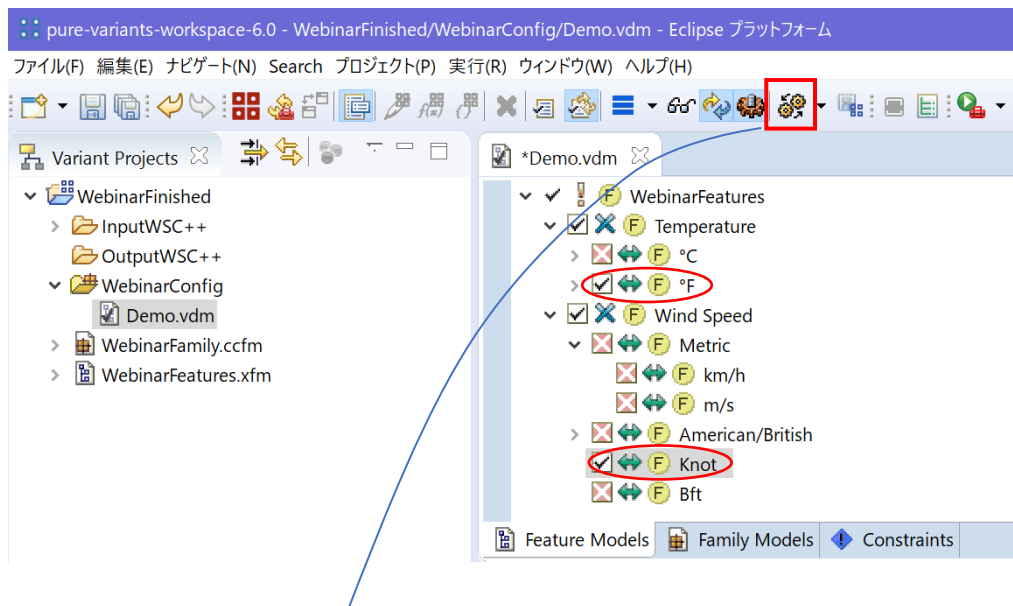 pure-variants-workspace-6.0 - WebinarFinished/WebinarConfig/Demo.vdm - Eclipse プラットフォーム
ファイル(F) 編集(E) ナビゲート(N) Search プロジェクト(P) 実行(R) ウィンドウ(W) ヘルプ(H)
Variant Projects
WebinarFinished
InputWSC++
OutputWSC++
WebinarConfig
Demo.vdm
WebinarFamily.ccfm
WebinarFeatures.xfm
*Demo.vdm
WebinarFeatures
Temperature
°C
°F
Wind Speed
Metric
km/h
m/s
American/British
Knot
Bft
Feature Models Family Models Constraints